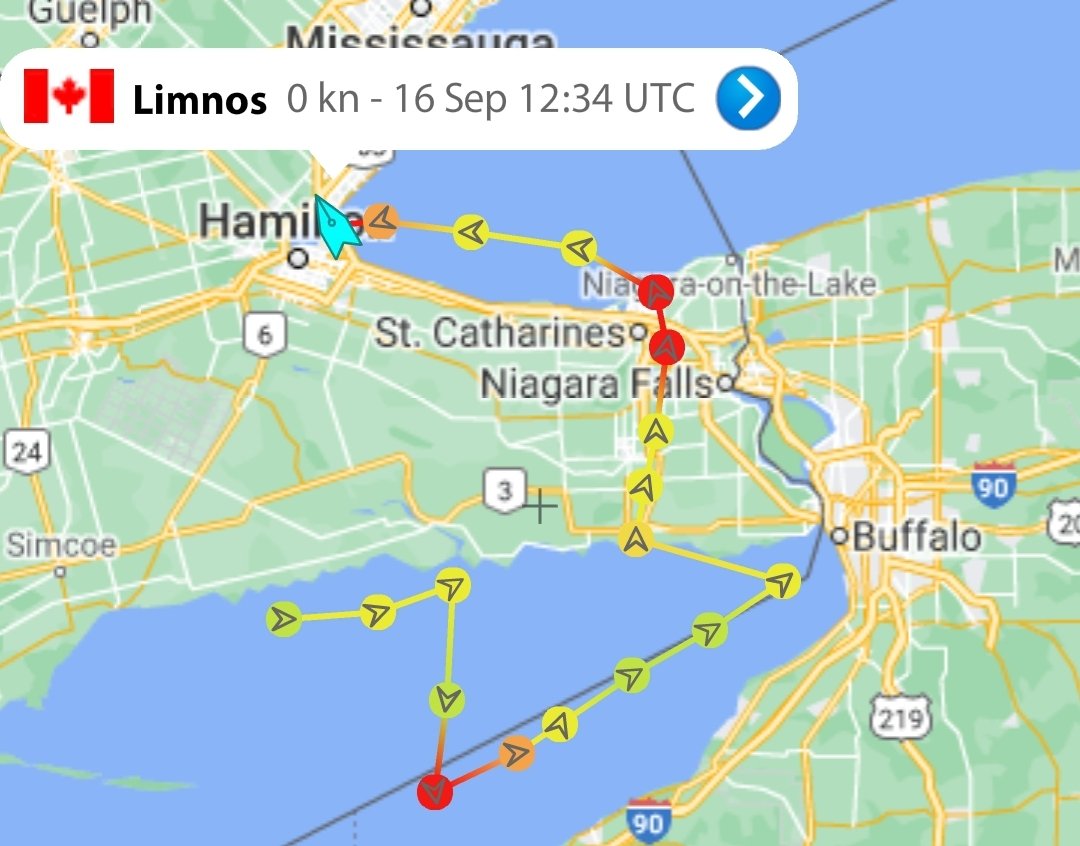 Guelph
Mississauga
Limnos 0 kn - 16 Sep 12:34 UTC
Niagara-on-the-Lake
6
St. Catharines
Niagara Falls
24
3
90
20
Simcoe
Buffalo
219
90